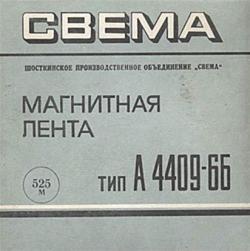 СВЕМА
ШОСТКИНСКОЕ ПРОИЗВОДСТВЕННОЕ ОБЪЕДИНЕНИЕ „СВЕМА"
МАГНИТНАЯ
ЛЕНТА
525
М
ТИП А 4409-6Б